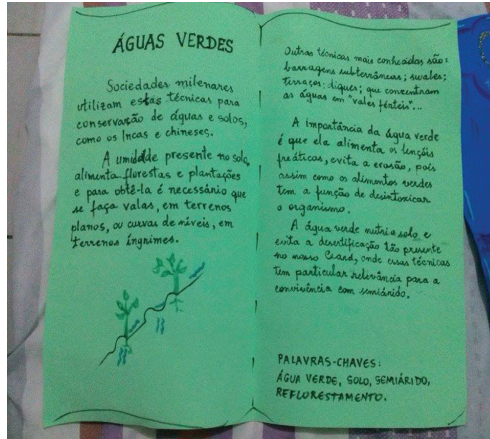 ÁGUAS VERDES
Sociedades milenares
utilizam estas técnicas para
conservação de águas e solos,
como os Incas e chineses.
A umidade presente no solo,
alimenta florestas e plantações
e para obtê-la é necessário que
se faça valas, em terrenos
planos, ou curvas de níveis, em
terrenos íngrimes.
Outras técnicas mais conhecidas são:
barragens subterrâneas; swales;
terraços; diques; que concentram
as águas em "vales férteis"...
A importância da água verde
é que ela alimenta os lençóis
freáticos, evita a erosão, pois
assim como os alimentos verdes
tem a função de desintoxicar
o organismo.
A água verde nutri o solo e
evita a desertificação tão presente
no nosso Ceará, onde essas técnicas
tem particular relevância para a
convivência com semiárido.
PALAVRAS-CHAVES:
ÁGUA VERDE, SOLO, SEMIÁRIDO,
REFLORESTAMENTO.